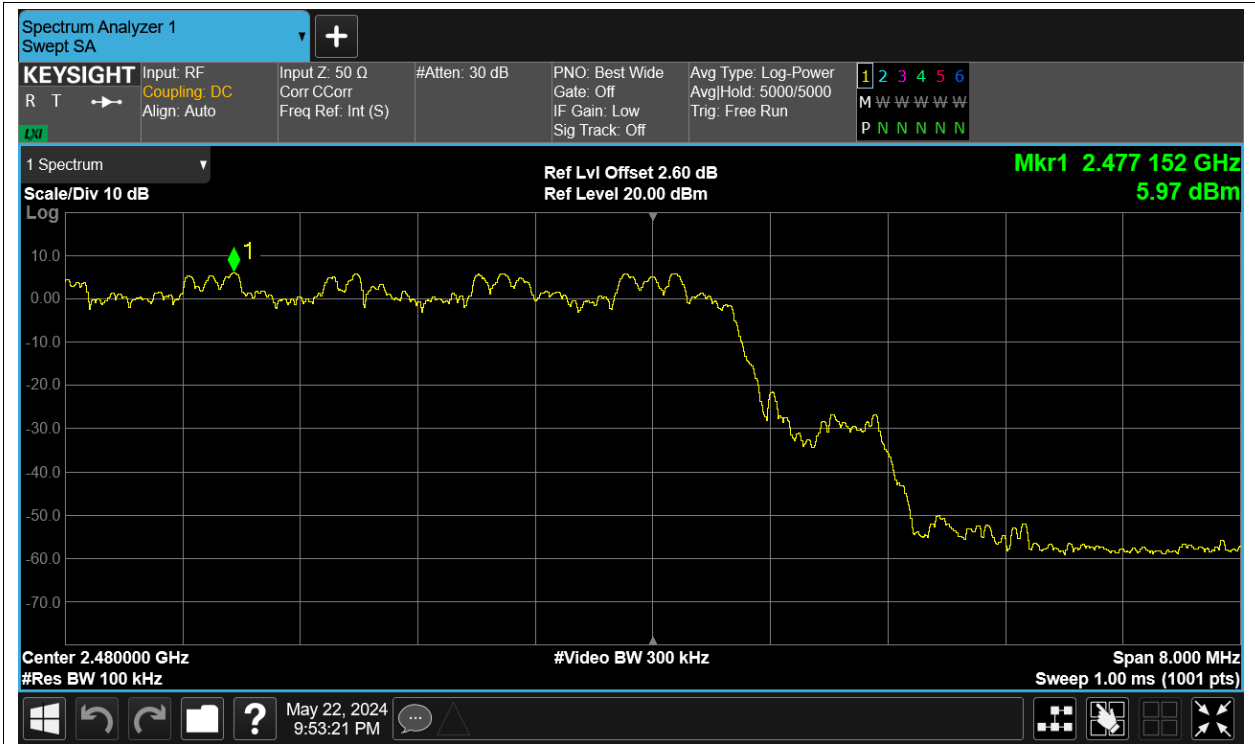 Spectrum Analyzer 1
Swept SA
KEYSIGHT
R T
LXI
Input: RF
Coupling: DC
Align: Auto
Input Z: 50 Ω
Corr CCorr
Freq Ref: Int (S)
#Atten: 30 dB
PNO: Best Wide
Gate: Off
IF Gain: Low
Sig Track: Off
Avg Type: Log-Power
Avg|Hold: 5000/5000
Trig: Free Run
1 2 3 4 5 6
M W W W W W
P N N N N N
1 Spectrum
Scale/Div 10 dB
Log
Ref Lvl Offset 2.60 dB
Ref Level 20.00 dBm
Mkr1 2.477 152 GHz
5.97 dBm
1
10.0
0.00
-10.0
-20.0
-30.0
-40.0
-50.0
-60.0
-70.0
Center 2.480000 GHz
#Video BW 300 kHz
Span 8.000 MHz
#Res BW 100 kHz
Sweep 1.00 ms (1001 pts)
?
May 22, 2024
9:53:21 PM